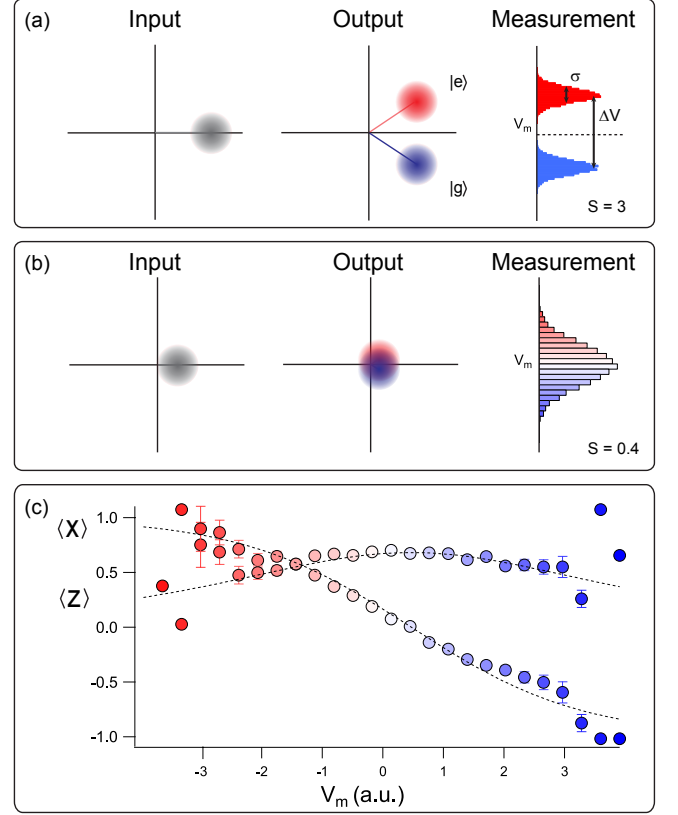 (a) Input Output Measurement
|e⟩
σ
V_m
ΔV
|g⟩
S = 3
(b) Input Output Measurement
V_m
S = 0.4
(c)
⟨X⟩
⟨Z⟩
1.0
0.5
0.0
-0.5
-1.0
-3 -2 -1 0 1 2 3
V_m (a.u.)